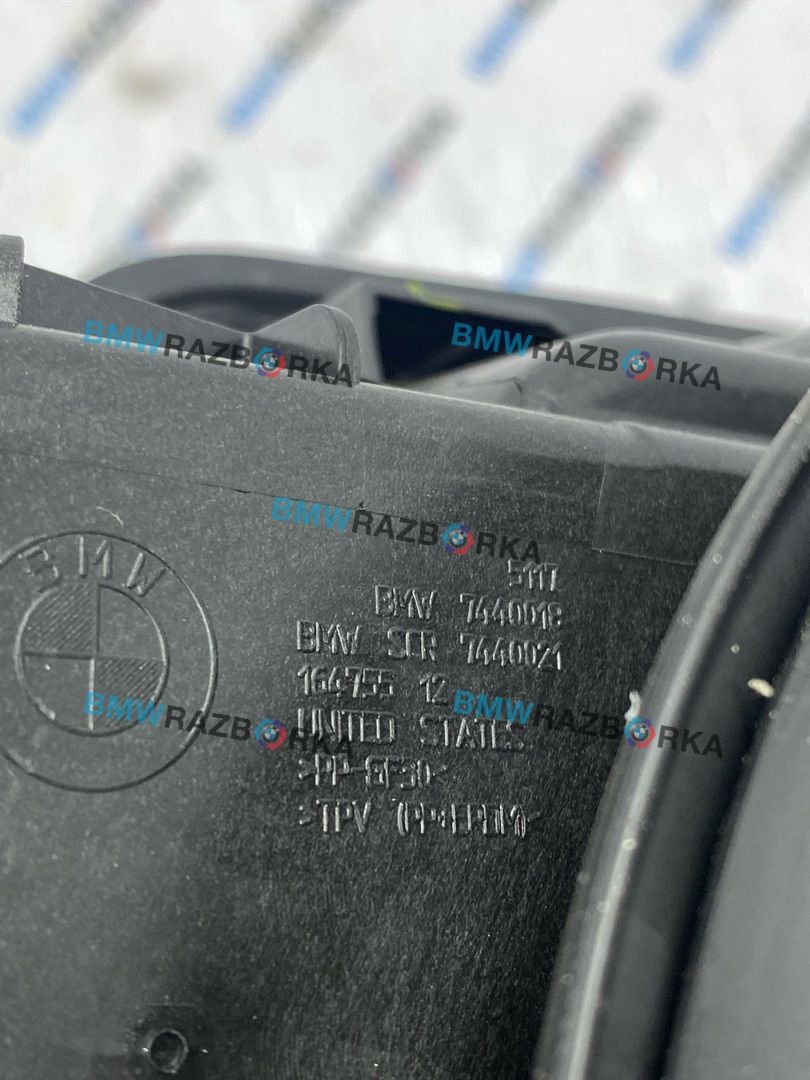 BMWRAZBORKA
BMWRAZBORKA
BMWRAZBORKA
BMW
5117
BMW 7440018
BMW SCR 7440021
164755 12
BMWRAZBORKA
BMWRAZBORKA
UNITED STATES
>PP-GF30<
>TPV (PP+EPDM)<